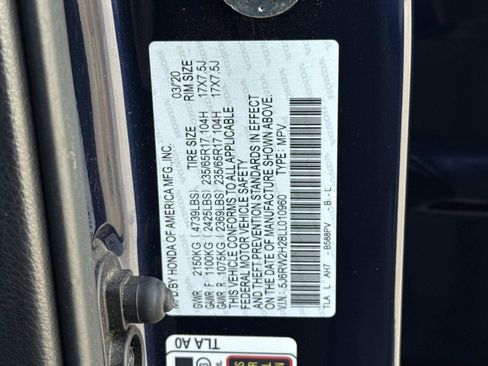 MFD BY HONDA OF AMERICA MFG., INC. 03/20
TIRE SIZE RIM SIZE
GVWR 2150KG (4739LBS)
GAWR F 1100KG (2425LBS) 235/65R17 104H 17X7.5J
GAWR R 1075KG (2369LBS) 235/65R17 104H 17X7.5J
THIS VEHICLE CONFORMS TO ALL APPLICABLE
FEDERAL MOTOR VEHICLE SAFETY
AND THEFT PREVENTION STANDARDS IN EFFECT
ON THE DATE OF MANUFACTURE SHOWN ABOVE.
V.I.N.: 5J6RW2H28LL010960 TYPE: MPV
TLA L AH7 - B588PV - B - L
TLA A0